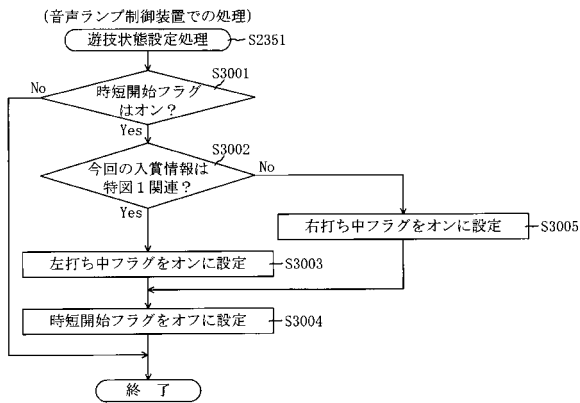 (音声ランプ制御装置での処理)
遊技状態設定処理
S2351
S3001
No
時短開始フラグ
はオン?
Yes
S3002
今回の入賞情報は
特図1関連?
No
Yes
右打ち中フラグをオンに設定
S3005
左打ち中フラグをオンに設定
S3003
時短開始フラグをオフに設定
S3004
終 了